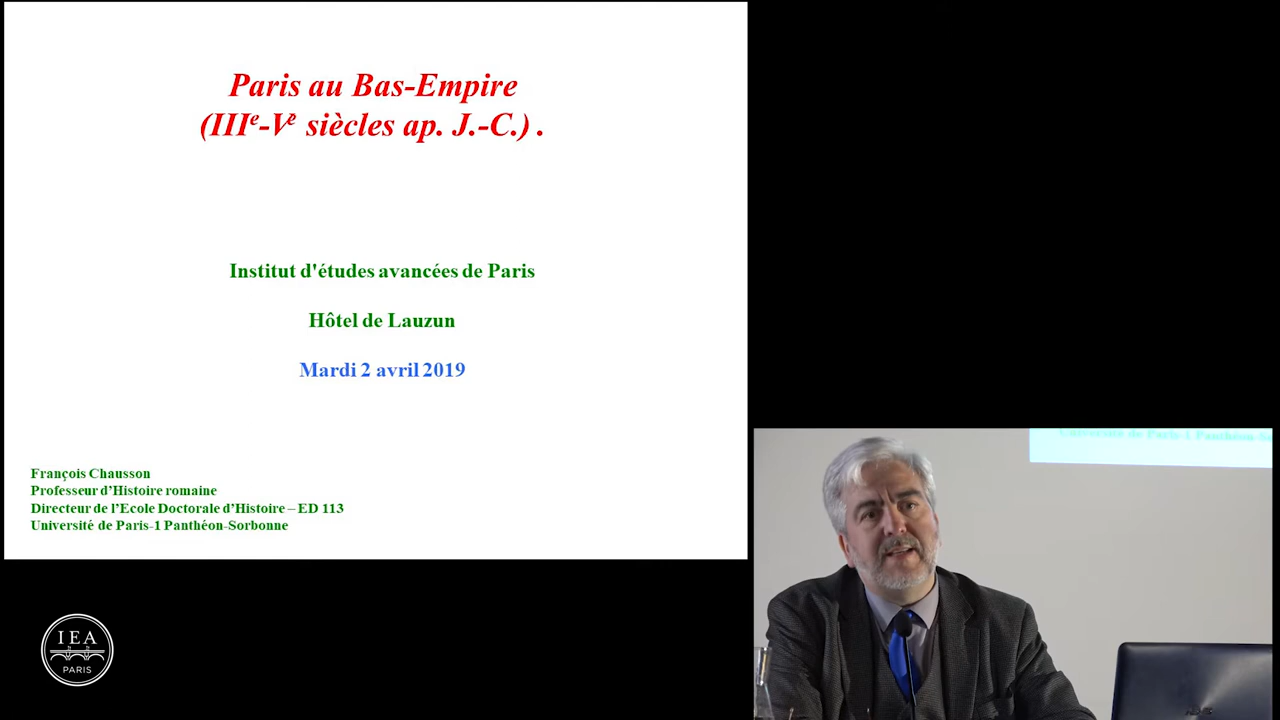 Paris au Bas-Empire
(IIIe-Ve siècles ap. J.-C.) .
Institut d'études avancées de Paris
Hôtel de Lauzun
Mardi 2 avril 2019
François Chausson
Professeur d’Histoire romaine
Directeur de l’Ecole Doctorale d’Histoire – ED 113
Université de Paris-1 Panthéon-Sorbonne
IEA
PARIS